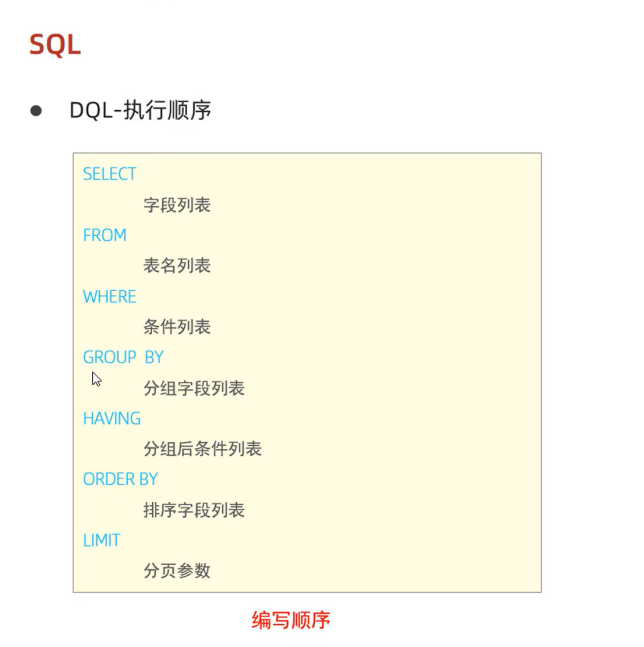 SQL
DQL-执行顺序
SELECT
字段列表
FROM
表名列表
WHERE
条件列表
GROUP BY
分组字段列表
HAVING
分组后条件列表
ORDER BY
排序字段列表
LIMIT
分页参数
编写顺序